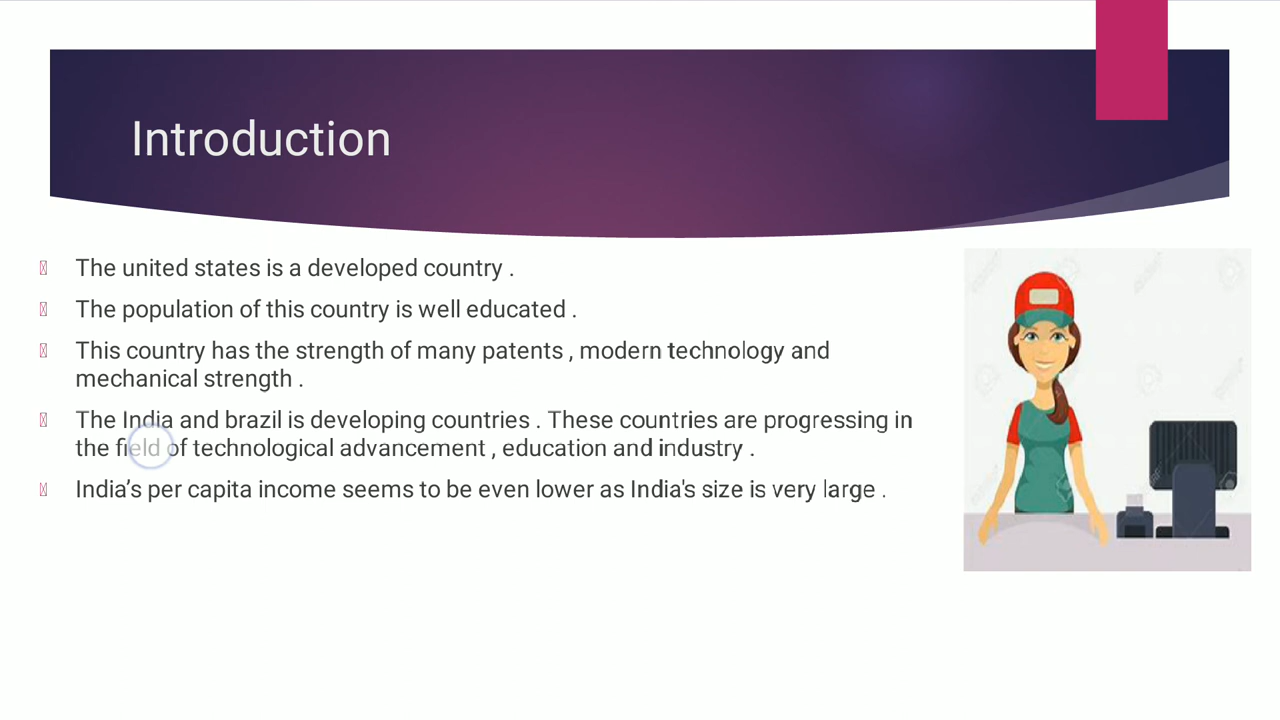 Introduction
The united states is a developed country .
The population of this country is well educated .
This country has the strength of many patents , modern technology and
mechanical strength .
The India and brazil is developing countries . These countries are progressing in
the field of technological advancement , education and industry .
India’s per capita income seems to be even lower as India's size is very large .